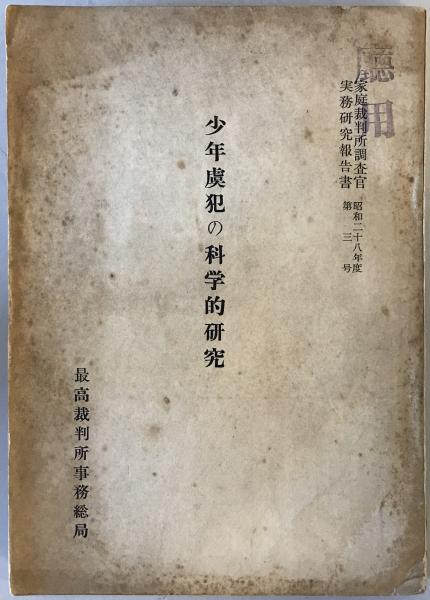 廳用
家庭裁判所調査官
実務研究報告書
昭和二十八年度
第三号
少年虞犯の科学的研究
最高裁判所事務総局